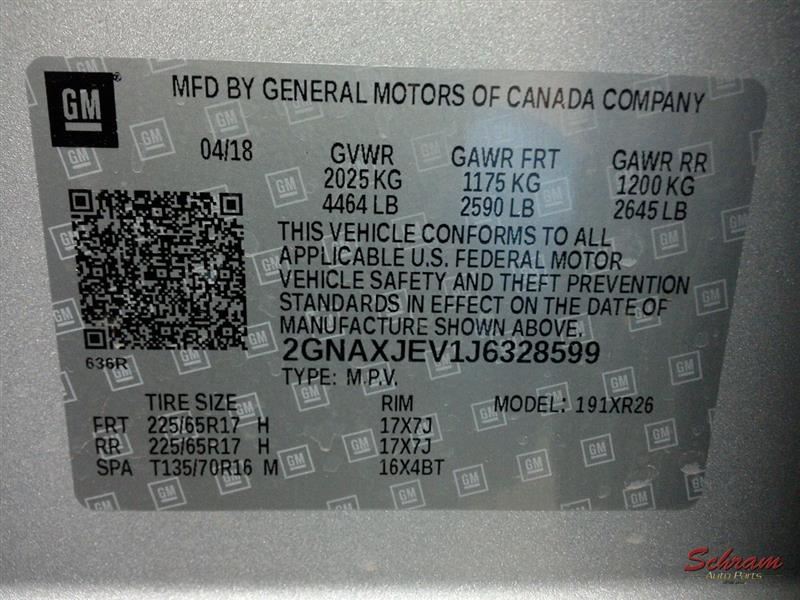 GM
MFD BY GENERAL MOTORS OF CANADA COMPANY
04/18 GVWR GAWR FRT GAWR RR
2025 KG 1175 KG 1200 KG
4464 LB 2590 LB 2645 LB
THIS VEHICLE CONFORMS TO ALL
APPLICABLE U.S. FEDERAL MOTOR
VEHICLE SAFETY AND THEFT PREVENTION
STANDARDS IN EFFECT ON THE DATE OF
MANUFACTURE SHOWN ABOVE.
636R 2GNAXJEV1J6328599
TYPE: M.P.V.
TIRE SIZE RIM MODEL: 191XR26
FRT 225/65R17 H 17X7J
RR 225/65R17 H 17X7J
SPA T135/70R16 M 16X4BT
Schram
Auto Parts